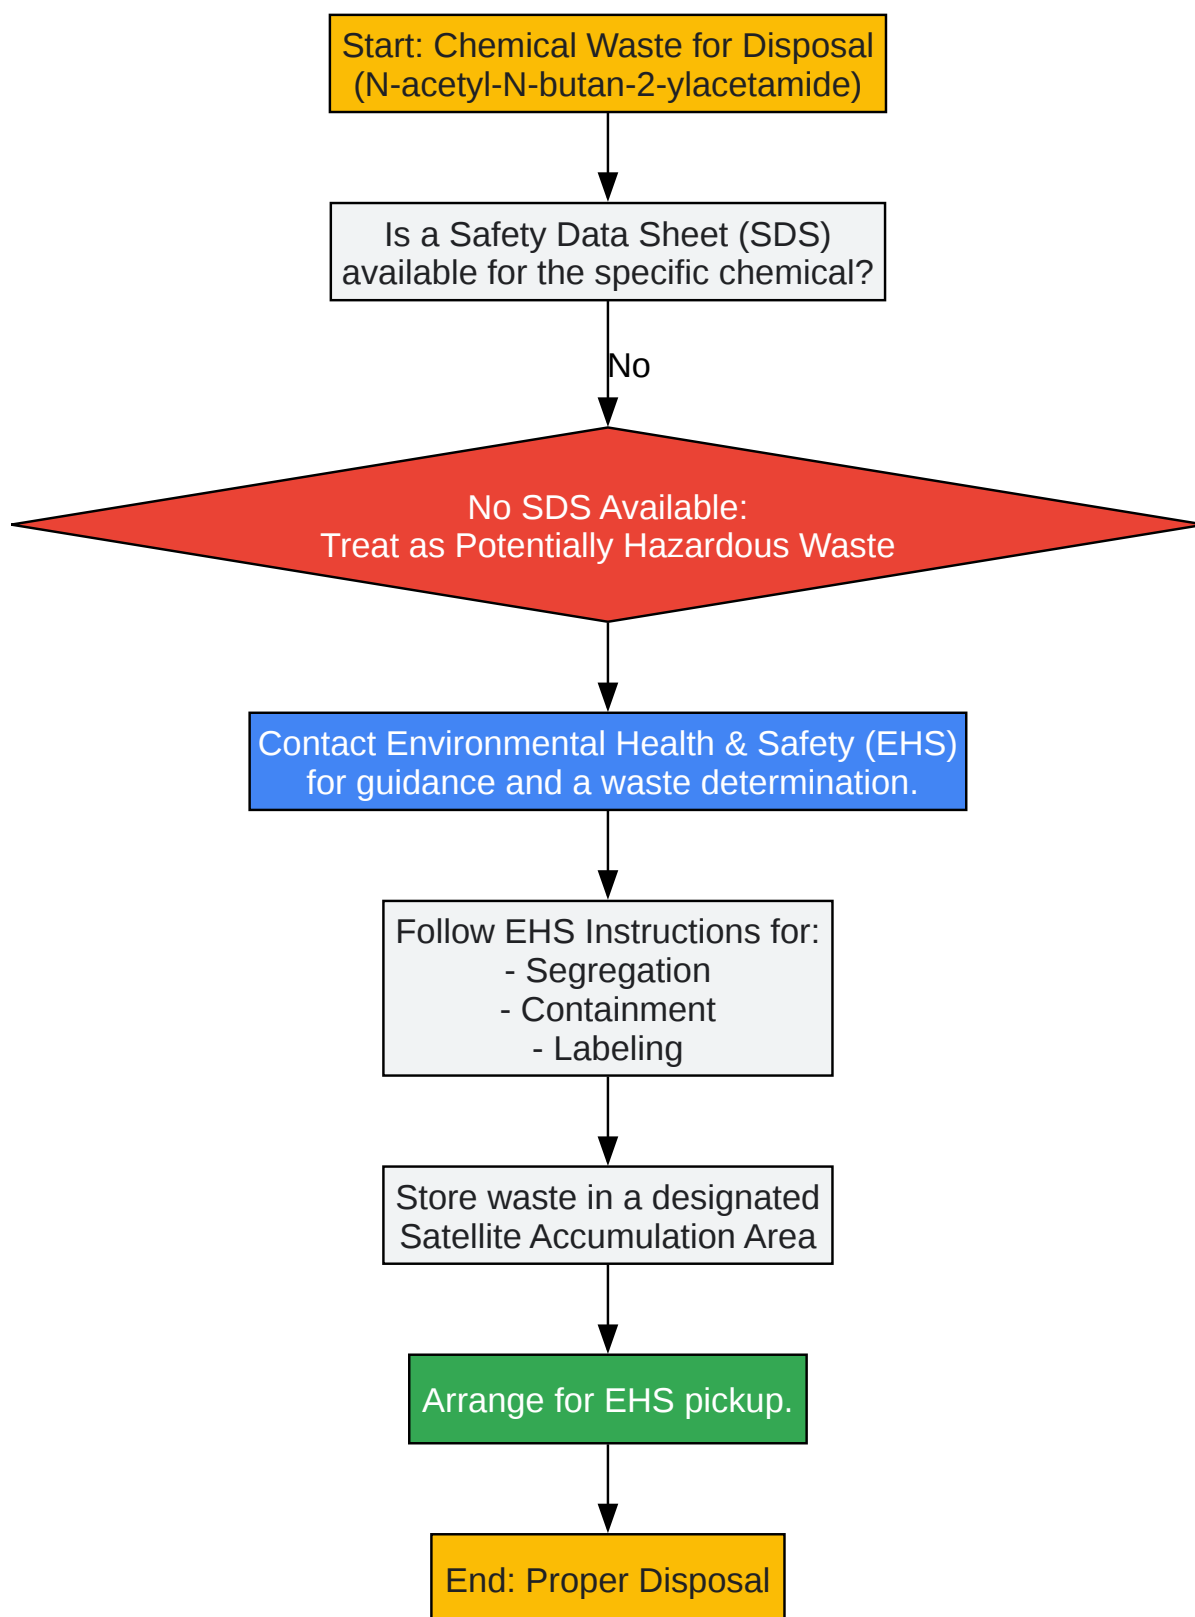 Start: Chemical Waste for Disposal
(N-acetyl-N-butan-2-ylacetamide)
Is a Safety Data Sheet (SDS)
available for the specific chemical?
No
No SDS Available:
Treat as Potentially Hazardous Waste
Contact Environmental Health & Safety (EHS)
for guidance and a waste determination.
Follow EHS Instructions for:
- Segregation
- Containment
- Labeling
Store waste in a designated
Satellite Accumulation Area
Arrange for EHS pickup.
End: Proper Disposal